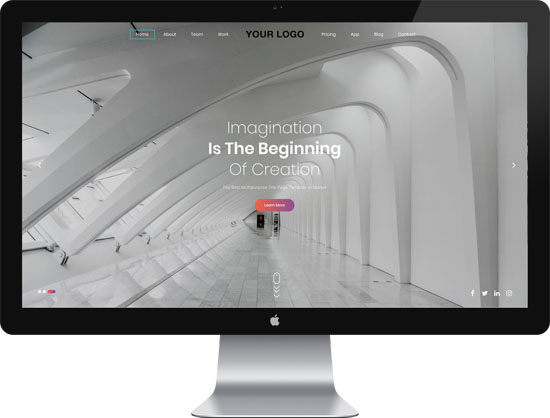 Home About Team Work YOUR LOGO Pricing App Blog Contact
Imagination
Is The Beginning
Of Creation
The Best Multipurpose One Page Template in Market
Learn More